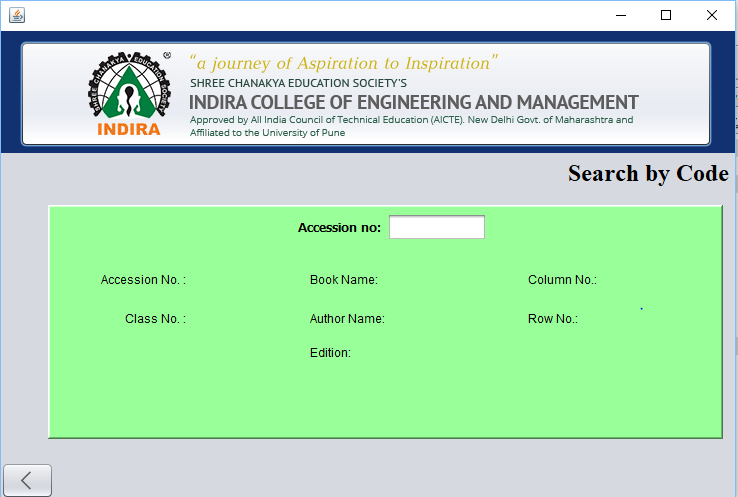 SHREE CHANAKYA EDUCATION SOCIETY
®
INDIRA
"a journey of Aspiration to Inspiration"
SHREE CHANAKYA EDUCATION SOCIETY'S
INDIRA COLLEGE OF ENGINEERING AND MANAGEMENT
Approved by All India Council of Technical Education (AICTE). New Delhi Govt. of Maharashtra and
Affiliated to the University of Pune
Search by Code
Accession no:
Accession No. : Book Name: Column No.:
Class No. : Author Name: Row No.:
Edition: